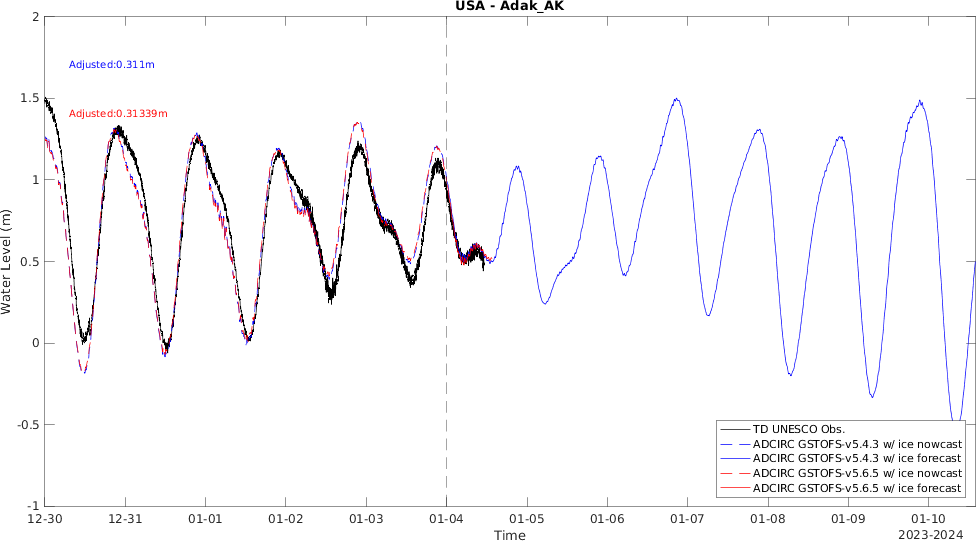 USA - Adak_AK
2
1.5
1
0.5
0
-0.5
-1
Water Level (m)
Adjusted:0.311m
Adjusted:0.31339m
TD UNESCO Obs.
ADCIRC GSTOFS-v5.4.3 w/ ice nowcast
ADCIRC GSTOFS-v5.4.3 w/ ice forecast
ADCIRC GSTOFS-v5.6.5 w/ ice nowcast
ADCIRC GSTOFS-v5.6.5 w/ ice forecast
12-30 12-31 01-01 01-02 01-03 01-04 01-05 01-06 01-07 01-08 01-09 01-10
Time
2023-2024